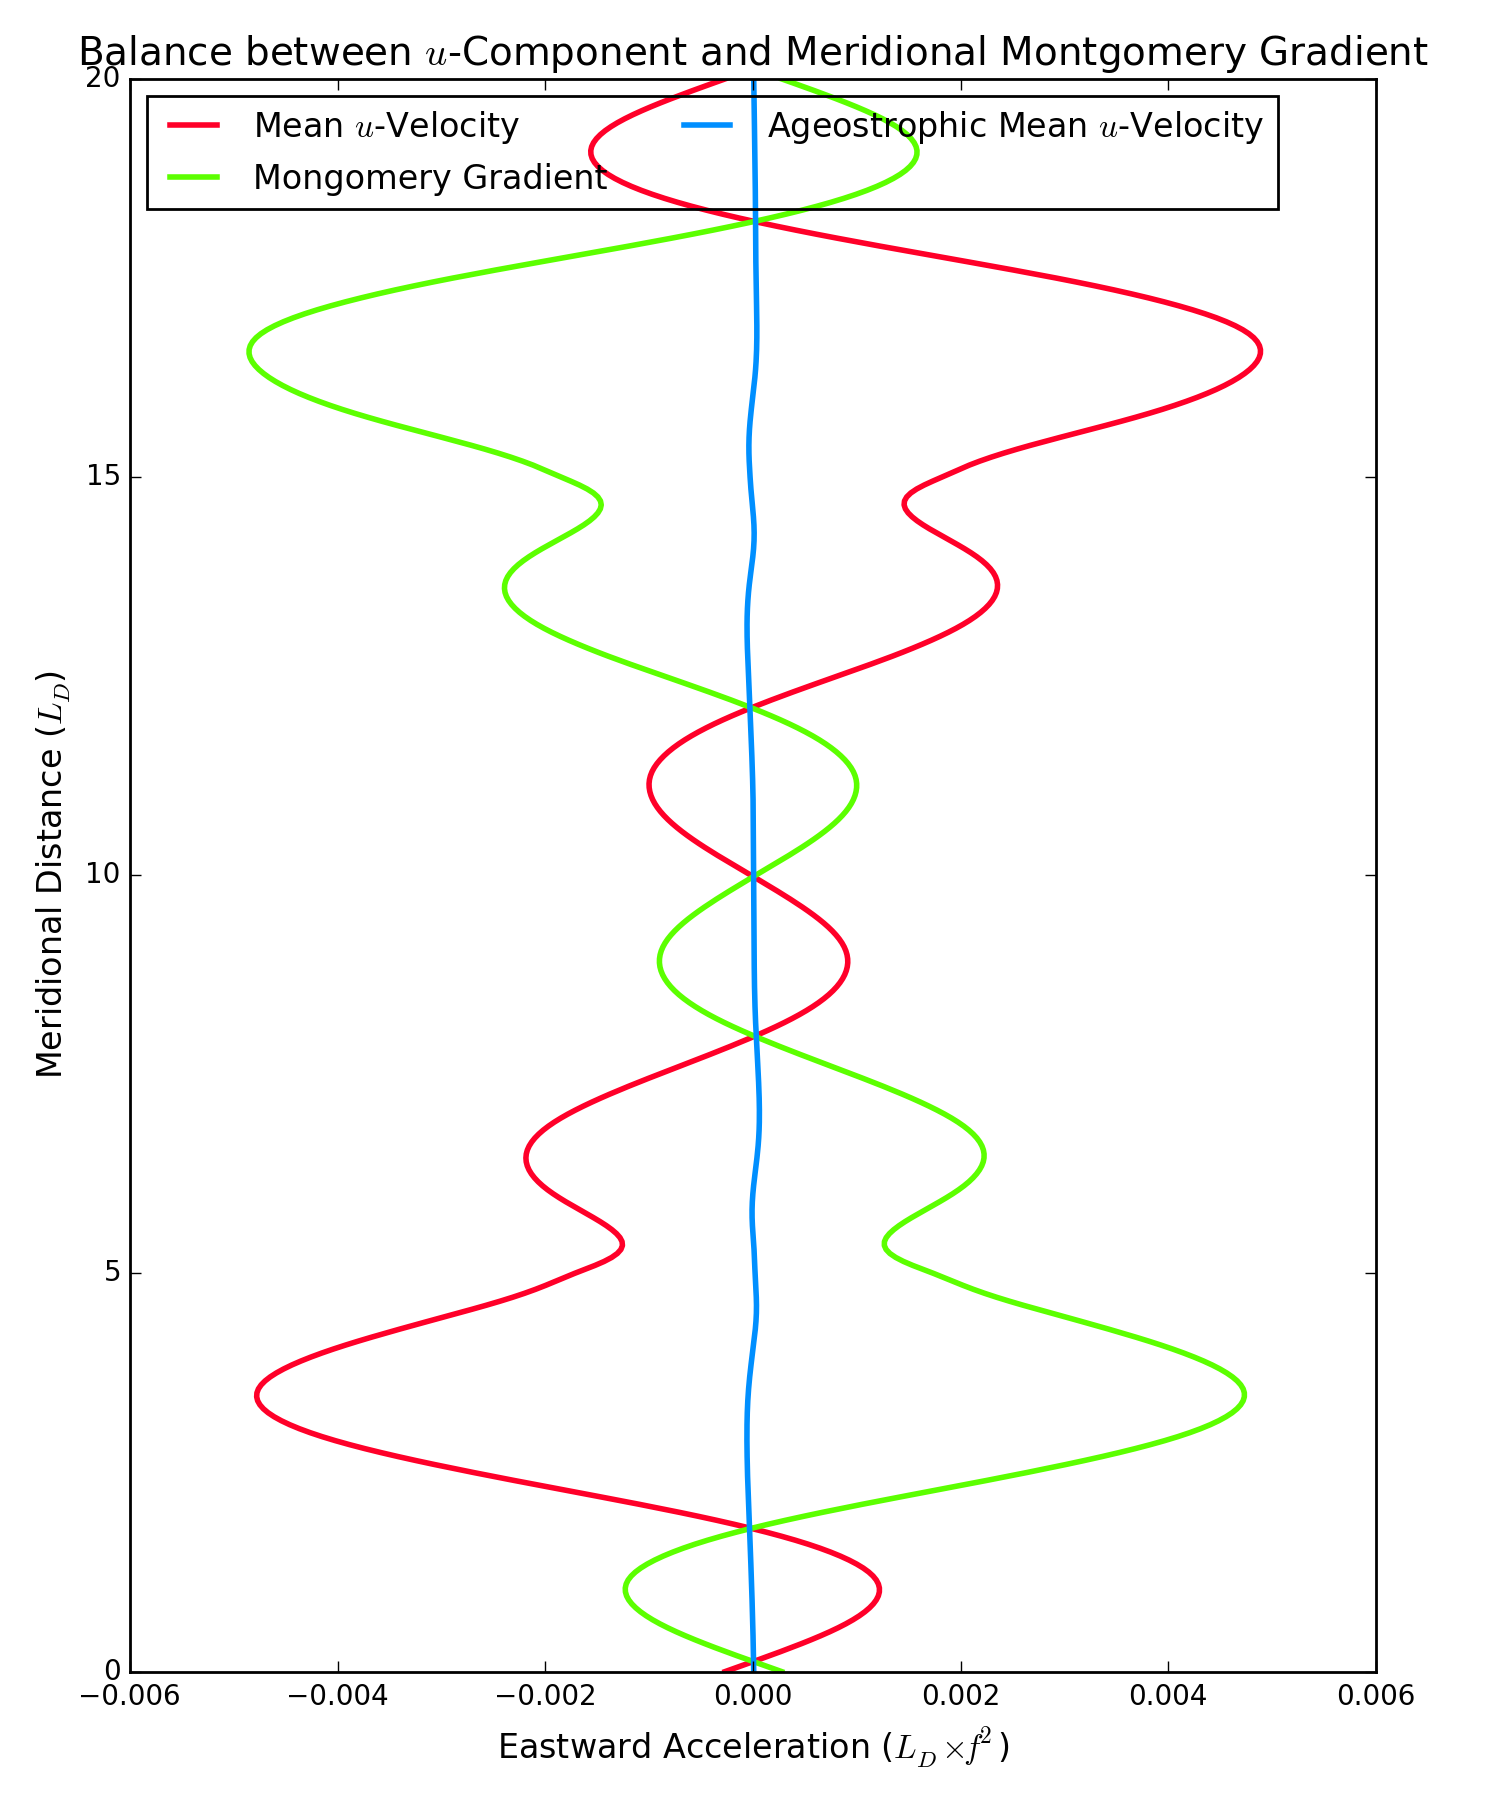 Balance between u-Component and Meridional Montgomery Gradient
Mean u-Velocity
Mongomery Gradient
Ageostrophic Mean u-Velocity
20
15
10
5
0
Meridional Distance (L_D)
−0.006 −0.004 −0.002 0.000 0.002 0.004 0.006
Eastward Acceleration (L_D × f²)